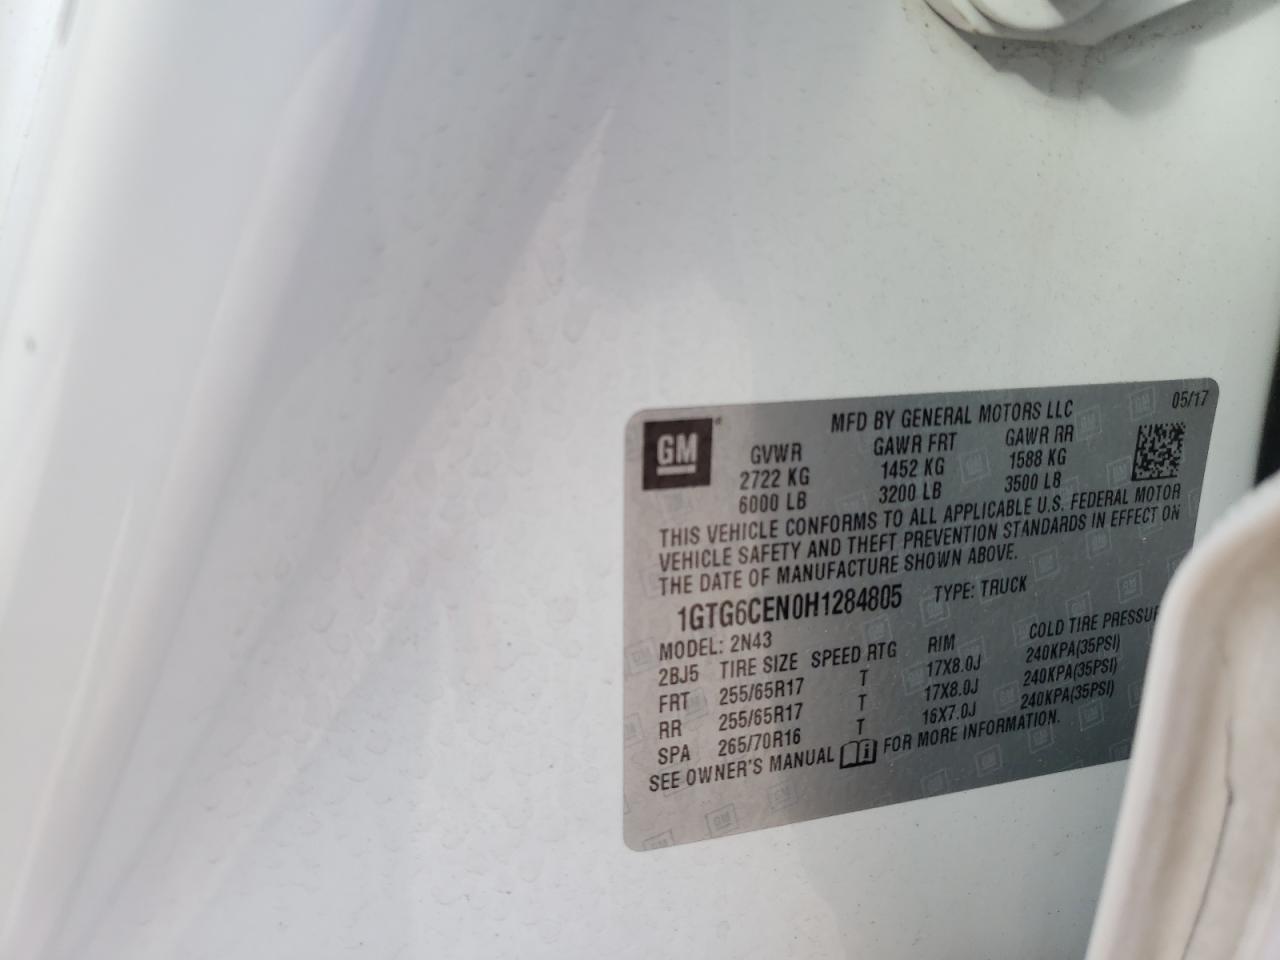 GM
MFD BY GENERAL MOTORS LLC 05/17
GVWR GAWR FRT GAWR RR
2722 KG 1452 KG 1588 KG
6000 LB 3200 LB 3500 LB
THIS VEHICLE CONFORMS TO ALL APPLICABLE U.S. FEDERAL MOTOR
VEHICLE SAFETY AND THEFT PREVENTION STANDARDS IN EFFECT ON
THE DATE OF MANUFACTURE SHOWN ABOVE.
1GTG6CEN0H1284805 TYPE: TRUCK
MODEL: 2N43
2BJ5 TIRE SIZE SPEED RTG RIM COLD TIRE PRESSU
FRT 255/65R17 T 17X8.0J 240KPA(35PSI)
RR 255/65R17 T 17X8.0J 240KPA(35PSI)
SPA 265/70R16 T 16X7.0J 240KPA(35PSI)
SEE OWNER'S MANUAL FOR MORE INFORMATION.